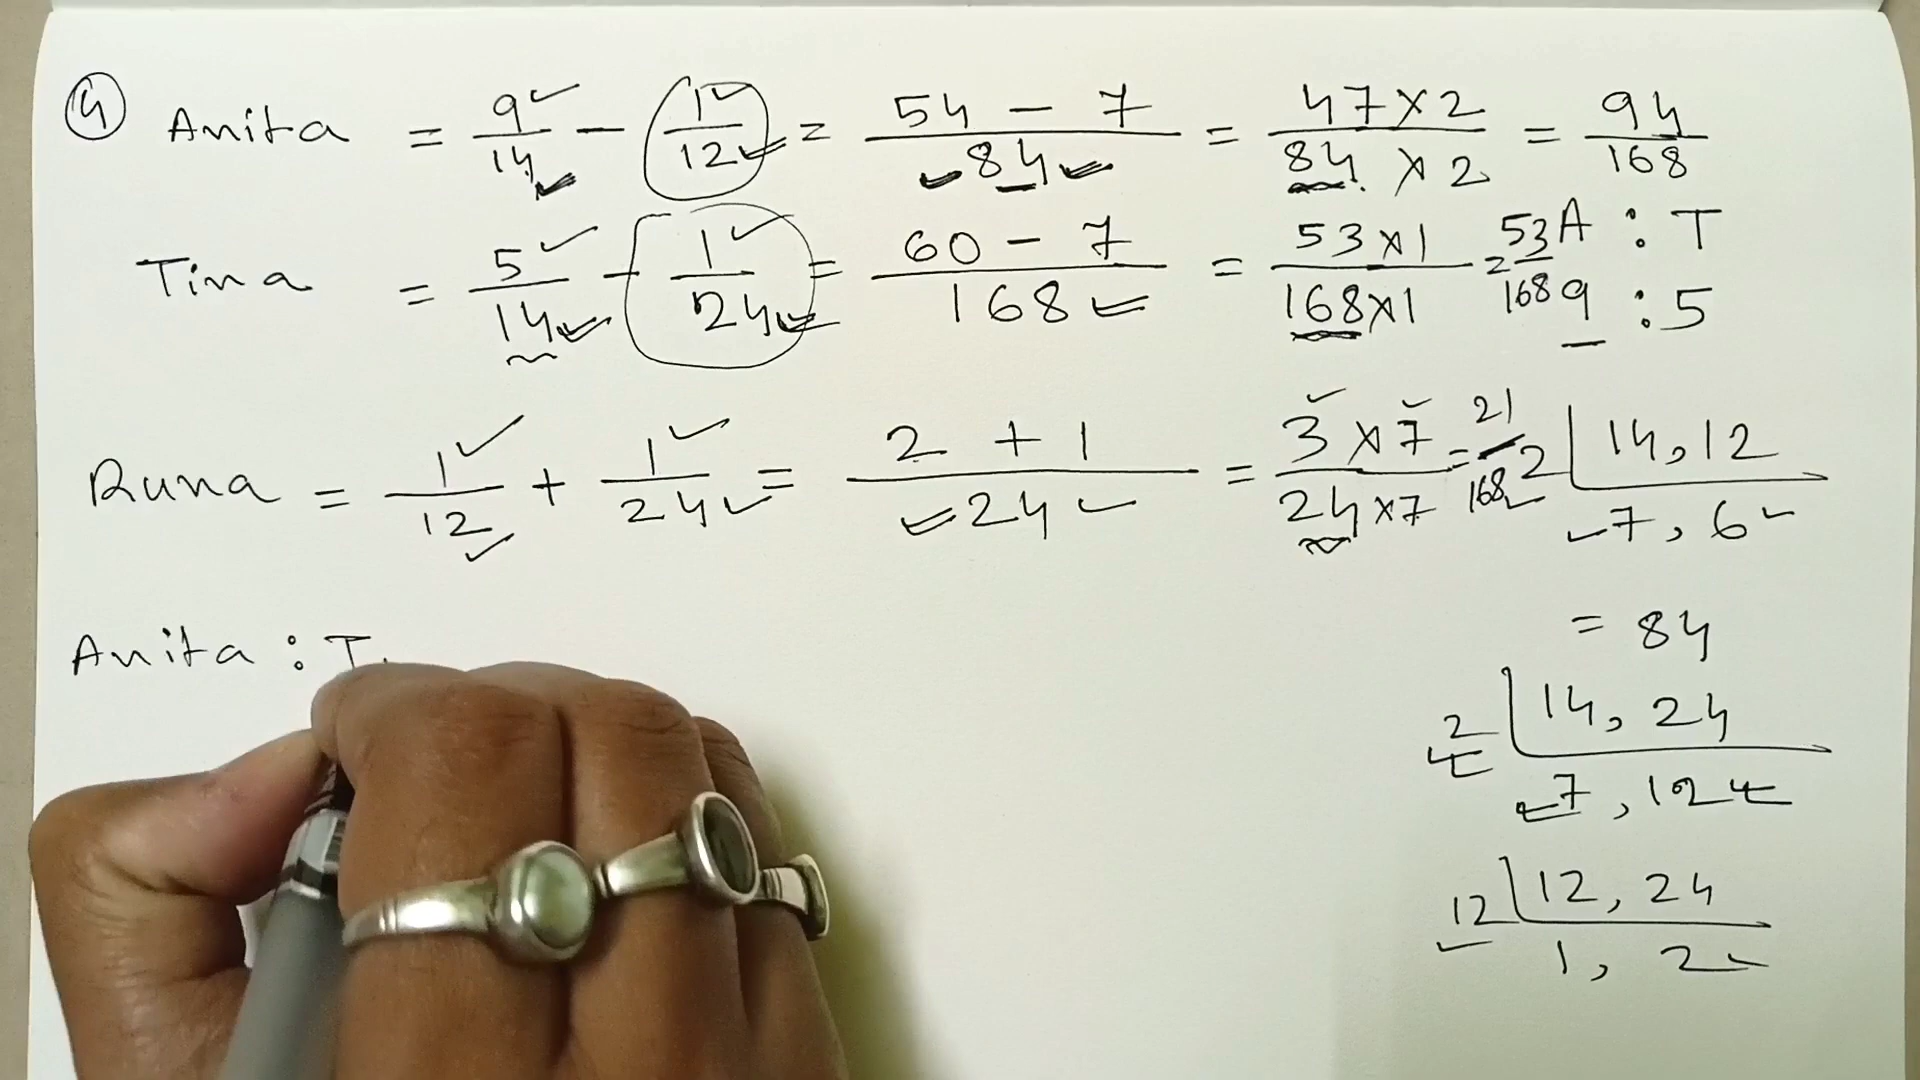 4 Anita = 9/14 - 1/12 = 54 - 7/84 = 47×2/84×2 = 94/168
Tina = 5/14 - 1/24 = 60 - 7/168 = 53×1/168×1 = 53/168
A : T
9 : 5
Runa = 1/12 + 1/24 = 2 + 1/24 = 3×7/24×7 = 21/168
2 | 14, 12
7, 6
= 84
2 | 14, 24
7, 12
12 | 12, 24
1, 2
Anita : T